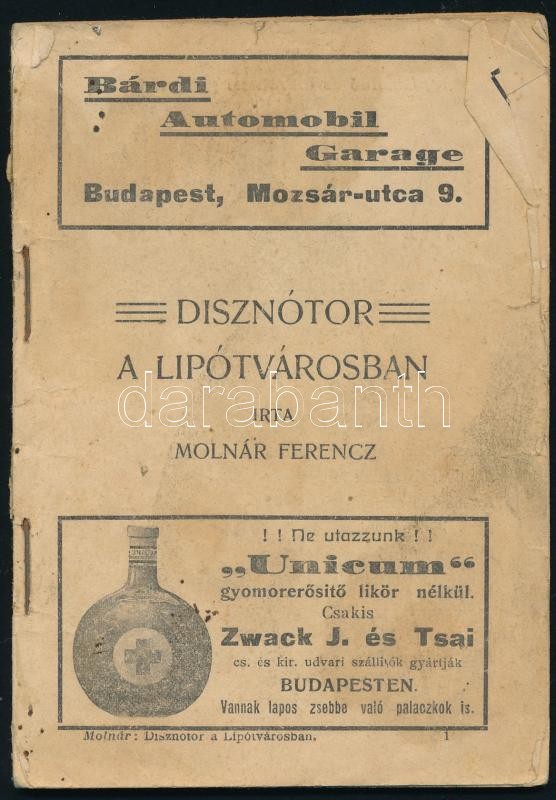 Bárdi
Automobil
Garage
Budapest, Mozsár-utca 9.
DISZNÓTOR
A LIPÓTVÁROSBAN
darabanth
IRTA
MOLNÁR FERENCZ
!! Ne utazzunk !!
„Unicum“
gyomorerősitő likör nélkül.
Csakis
Zwack J. és Tsai
cs. és kir. udvari szállitók gyártják
BUDAPESTEN.
Vannak lapos zsebbe való palaczkok is.
Molnár: Disznotor a Lipótvárosban. 1